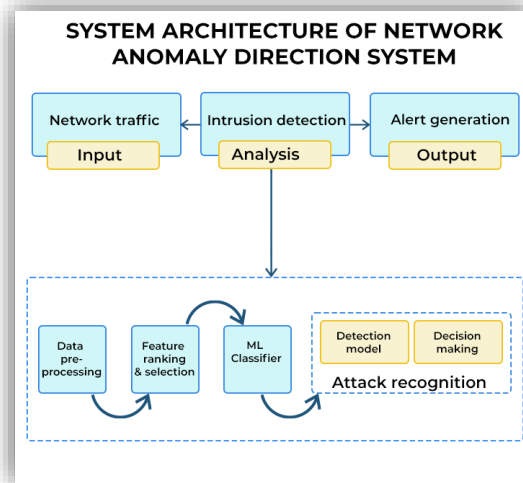 SYSTEM ARCHITECTURE OF NETWORK
ANOMALY DIRECTION SYSTEM
Network traffic
Input
Intrusion detection
Analysis
Alert generation
Output
Data
pre-
processing
Feature
ranking
& selection
ML
Classifier
Detection
model
Decision
making
Attack recognition